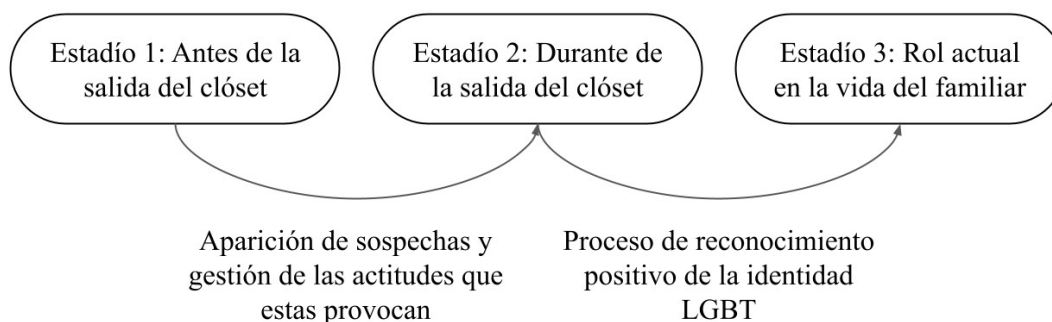 Estadío 1: Antes de la
salida del clóset
Estadío 2: Durante de
la salida del clóset
Estadío 3: Rol actual
en la vida del familiar
Aparición de sospechas y
gestión de las actitudes que
estas provocan
Proceso de reconocimiento
positivo de la identidad
LGBT